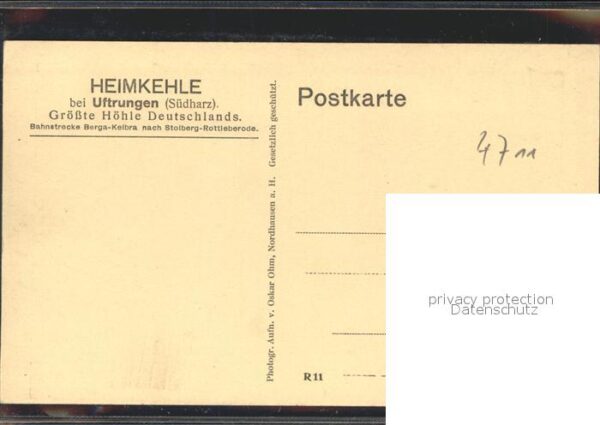 HEIMKEHLE
bei Uftrungen (Südharz).
Größte Höhle Deutschlands.
Bahnstrecke Berga-Kelbra nach Stolberg-Rottleberode.
Photogr. Aufn. v. Oskar Ohm, Nordhausen a. H. Gesetzlich geschützt.
Postkarte
4711
R 11
privacy protection
Datenschutz